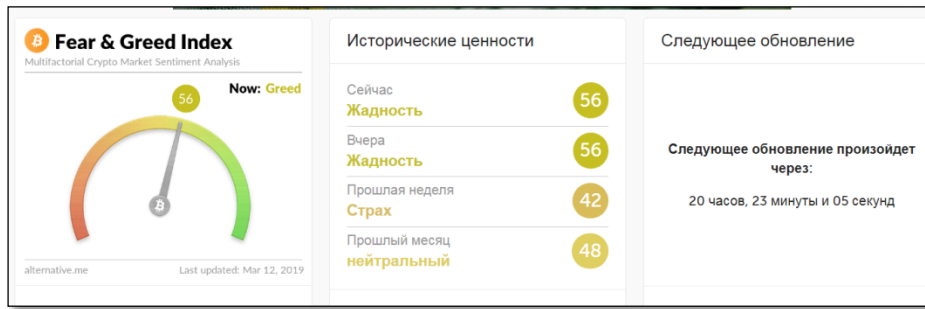 Fear & Greed Index
Multifactorial Crypto Market Sentiment Analysis
Now: Greed
56
alternative.me
Last updated: Mar 12, 2019
Исторические ценности
Сейчас
Жадность
56
Вчера
Жадность
56
Прошлая неделя
Страх
42
Прошлый месяц
нейтральный
48
Следующее обновление
Следующее обновление произойдет
через:
20 часов, 23 минуты и 05 секунд